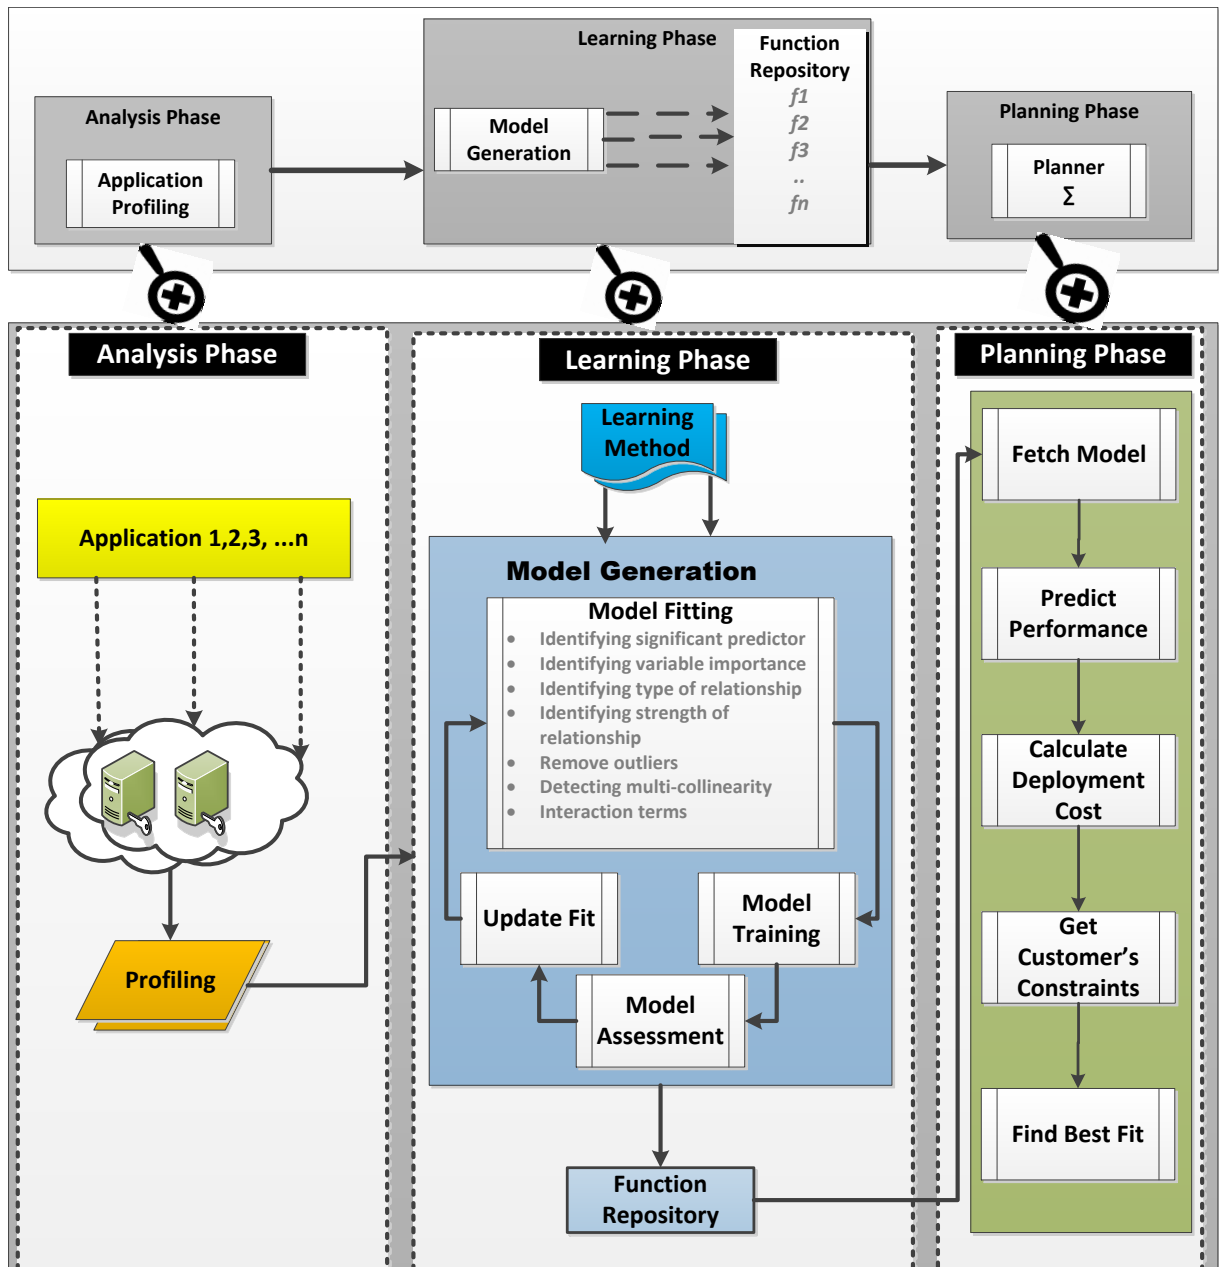 Analysis Phase
Application
Profiling
Learning Phase
Model
Generation
Function
Repository
f1
f2
f3
..
fn
Planning Phase
Planner
Σ
Analysis Phase
Application 1,2,3, ...n
Profiling
Learning Phase
Learning
Method
Model Generation
Model Fitting
• Identifying significant predictor
• Identifying variable importance
• Identifying type of relationship
• Identifying strength of
relationship
• Remove outliers
• Detecting multi-collinearity
• Interaction terms
Update Fit
Model
Training
Model
Assessment
Function
Repository
Planning Phase
Fetch Model
Predict
Performance
Calculate
Deployment
Cost
Get
Customer’s
Constraints
Find Best Fit